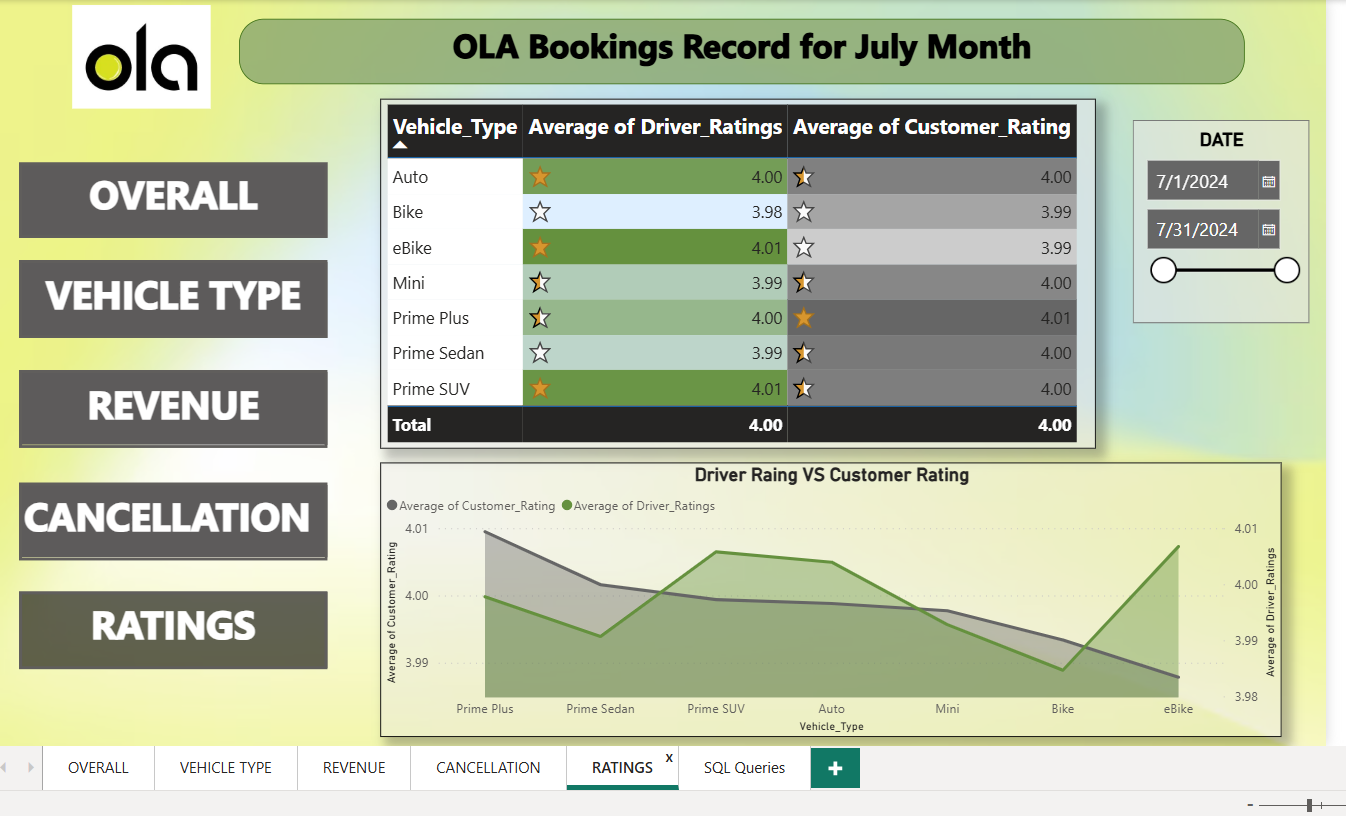 ola
OLA Bookings Record for July Month
OVERALL
VEHICLE TYPE
REVENUE
CANCELLATION
RATINGS
Vehicle_Type Average of Driver_Ratings Average of Customer_Rating
Auto 4.00 4.00
Bike 3.98 3.99
eBike 4.01 3.99
Mini 3.99 4.00
Prime Plus 4.00 4.01
Prime Sedan 3.99 4.00
Prime SUV 4.01 4.00
Total 4.00 4.00
DATE
7/1/2024
7/31/2024
Driver Raing VS Customer Rating
Average of Customer_Rating Average of Driver_Ratings
Average of Customer_Rating
4.01
4.00
3.99
4.01
4.00
3.99
3.98
Average of Driver_Ratings
Prime Plus Prime Sedan Prime SUV Auto Mini Bike eBike
Vehicle_Type
OVERALL VEHICLE TYPE REVENUE CANCELLATION RATINGS x SQL Queries +
-